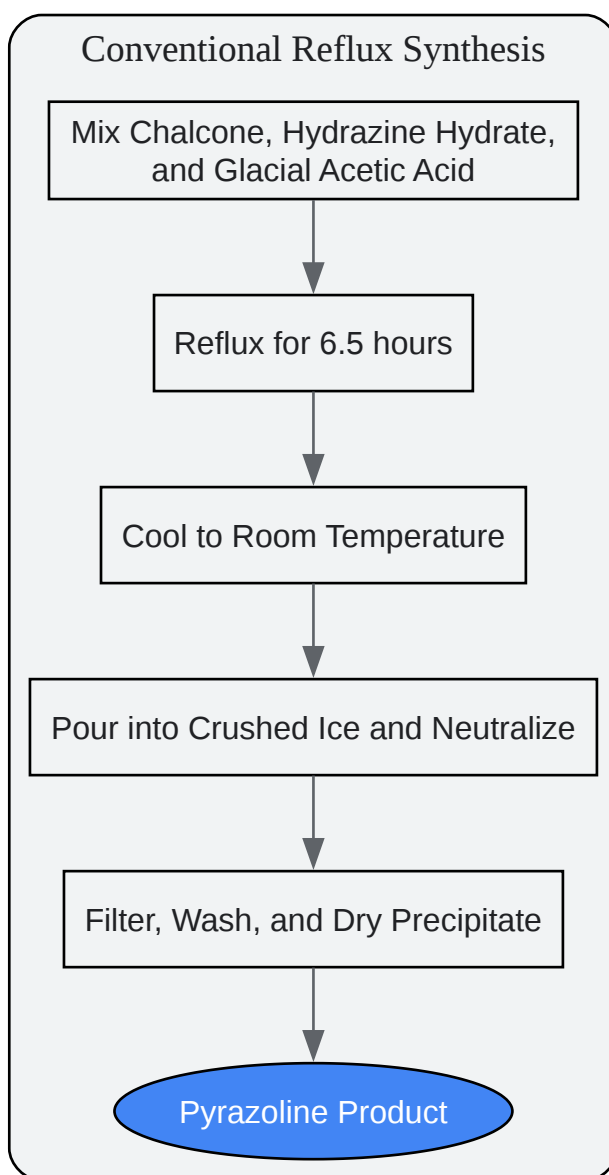 Conventional Reflux Synthesis
Mix Chalcone, Hydrazine Hydrate,
and Glacial Acetic Acid
Reflux for 6.5 hours
Cool to Room Temperature
Pour into Crushed Ice and Neutralize
Filter, Wash, and Dry Precipitate
Pyrazoline Product